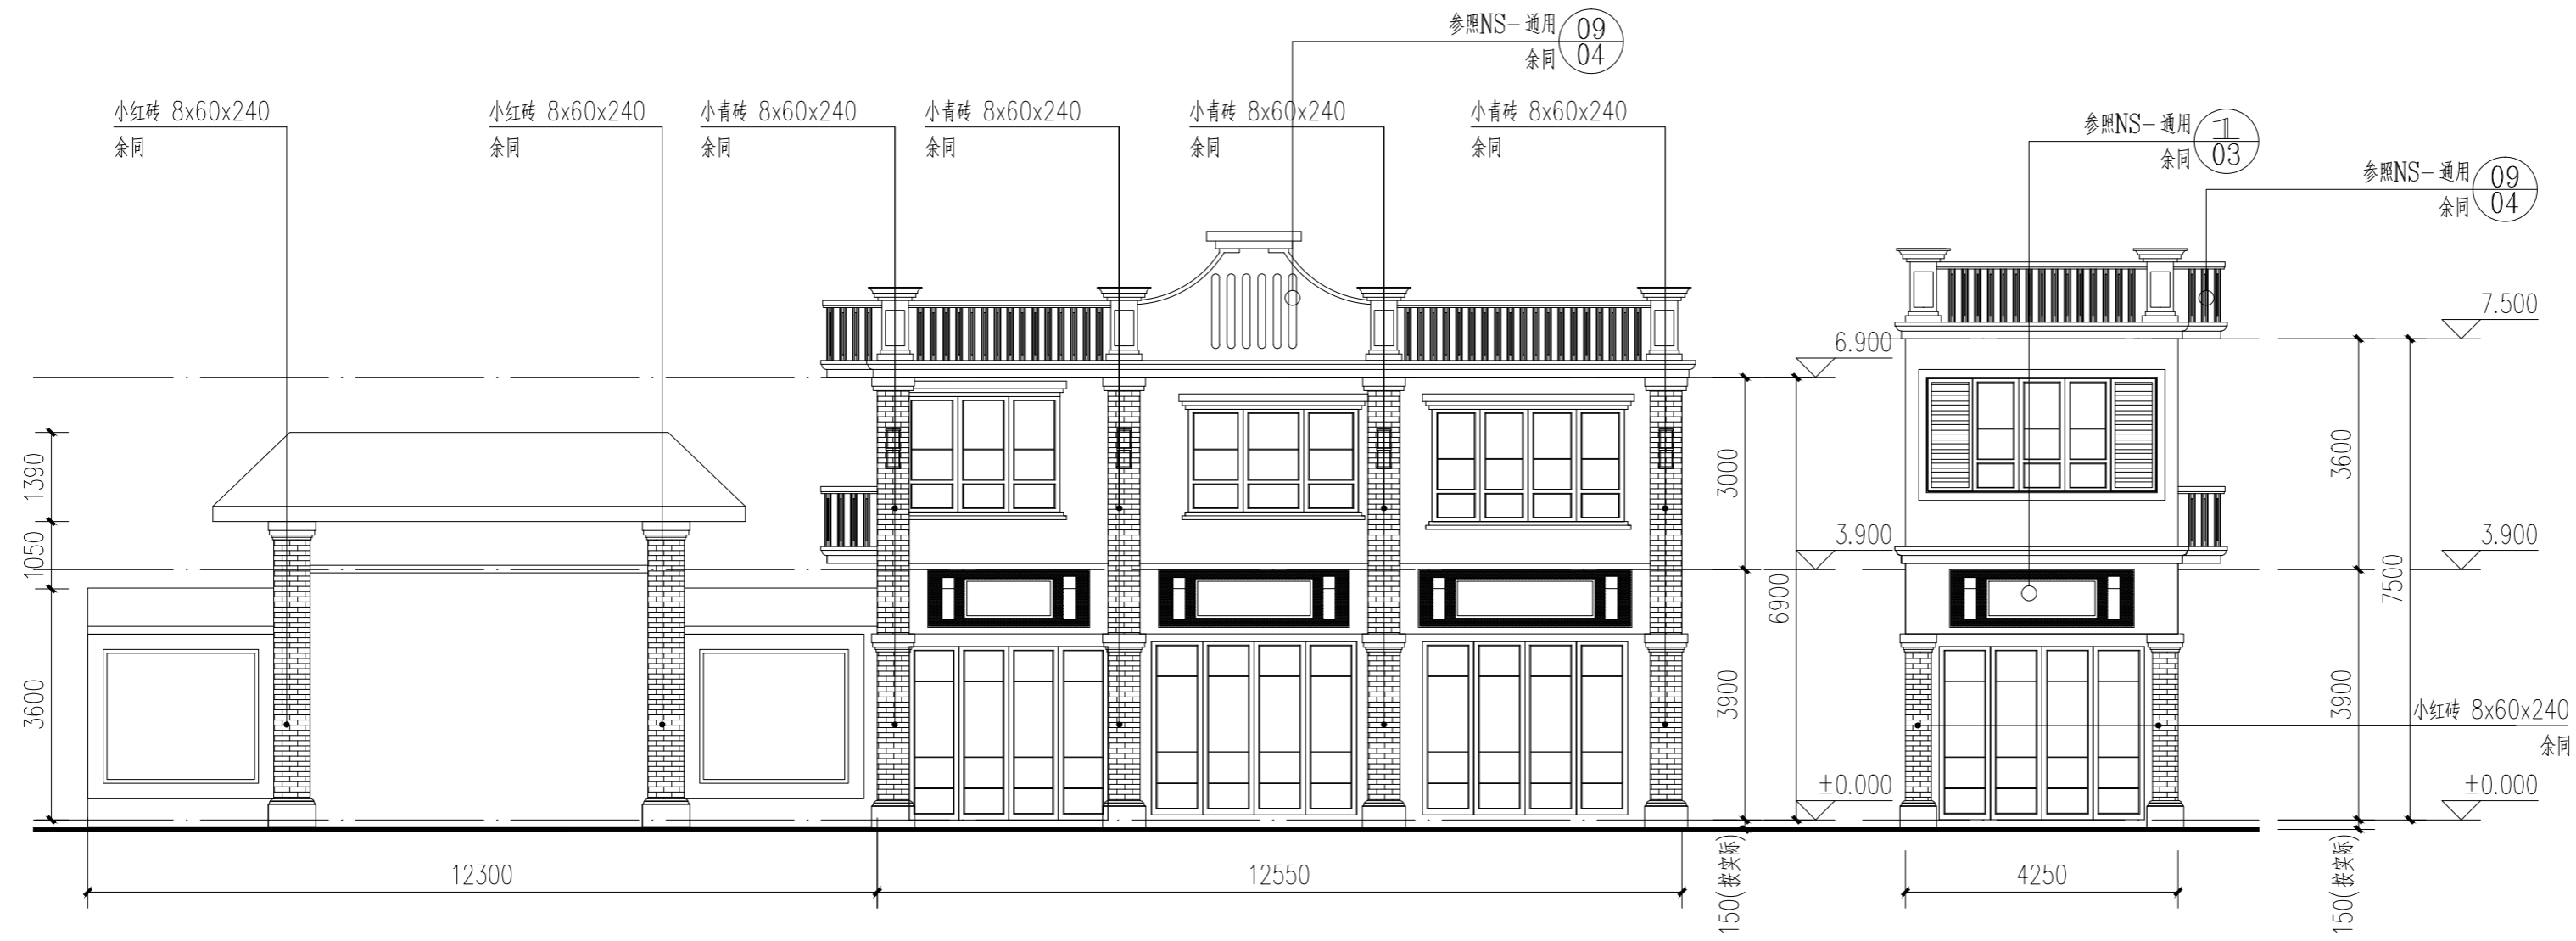 参照NS-通用
09
余同
04
小红砖 8x60x240
余同
小红砖 8x60x240
余同
小青砖 8x60x240
余同
小青砖 8x60x240
余同
小青砖 8x60x240
余同
小青砖 8x60x240
余同
参照NS-通用
1
余同
03
参照NS-通用
09
余同
04
7.500
6.900
3.900
3.900
±0.000
±0.000
1390
1050
3600
3000
6900
3900
150(按实际)
3600
7500
3900
150(按实际)
小红砖 8x60x240
余同
12300
12550
4250